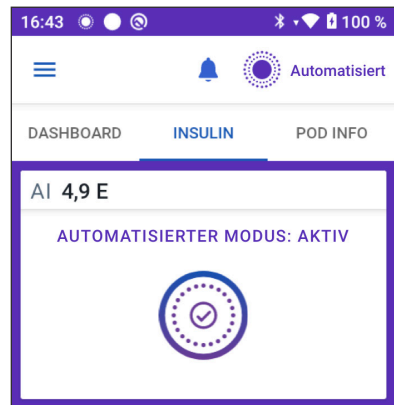 16:43 100 %
Automatisiert
DASHBOARD INSULIN POD INFO
AI 4,9 E
AUTOMATISIERTER MODUS: AKTIV